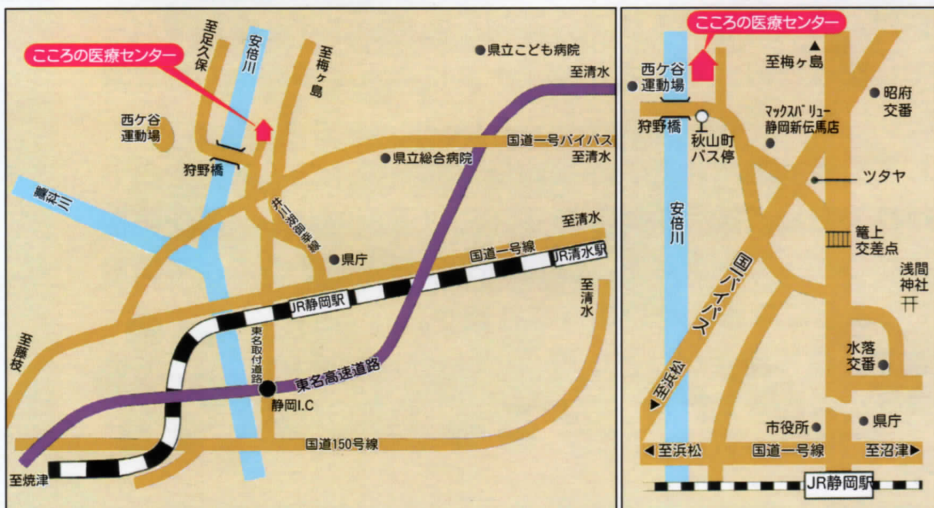 こころの医療センター
至足久保
安倍川
至梅ヶ島
県立こども病院
至清水
西ケ谷
運動場
狩野橋
国道一号バイパス
至清水
県立総合病院
藁科川
井川湖御幸線
県庁
至清水
国道一号線
JR清水駅
JR静岡駅
至清水
至藤枝
東名取付道路
東名高速道路
静岡I.C
国道150号線
至焼津
こころの医療センター
至梅ヶ島
西ケ谷
運動場
昭府
交番
狩野橋
秋山町
バス停
マックスバリュー
静岡新伝馬店
ツタヤ
安倍川
籠上
交差点
国一バイパス
浅間
神社
至浜松
水落
交番
市役所
県庁
至浜松
国道一号線
至沼津
JR静岡駅